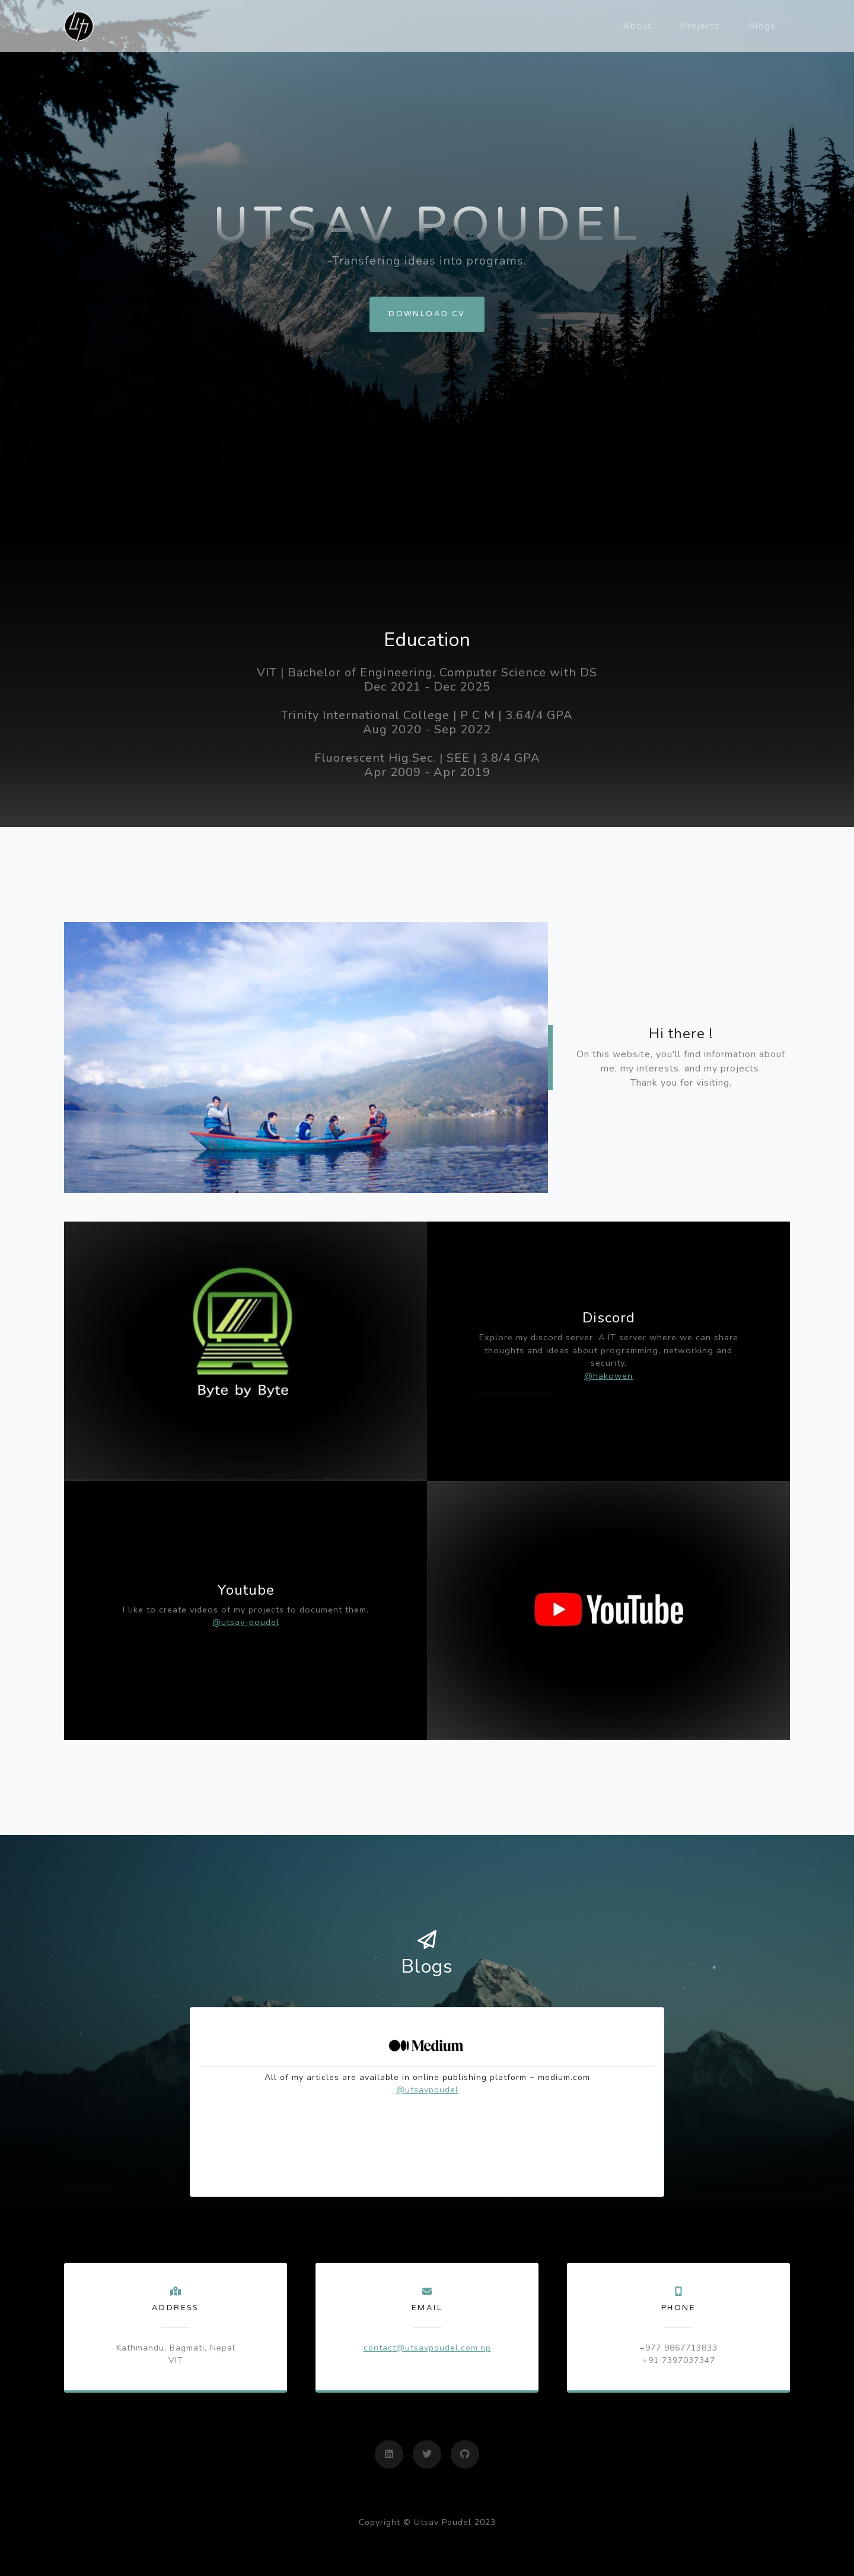 About Projects Blogs
UTSAV POUDEL
-Transfering ideas into programs.
DOWNLOAD CV
Education
VIT | Bachelor of Engineering, Computer Science with DS
Dec 2021 - Dec 2025
Trinity International College | P C M | 3.64/4 GPA
Aug 2020 - Sep 2022
Fluorescent Hig.Sec. | SEE | 3.8/4 GPA
Apr 2009 - Apr 2019
Hi there !
On this website, you'll find information about
me, my interests, and my projects.
Thank you for visiting.
Byte by Byte
Discord
Explore my discord server. A IT server where we can share
thoughts and ideas about programming, networking and
security.
@hakowen
Youtube
I like to create videos of my projects to document them.
@utsav-poudel
YouTube
Blogs
Medium
All of my articles are available in online publishing platform ~ medium.com
@utsavpoudel
ADDRESS
Kathmandu, Bagmati, Nepal
VIT
EMAIL
contact@utsavpoudel.com.np
PHONE
+977 9867713833
+91 7397037347
Copyright © Utsav Poudel 2023